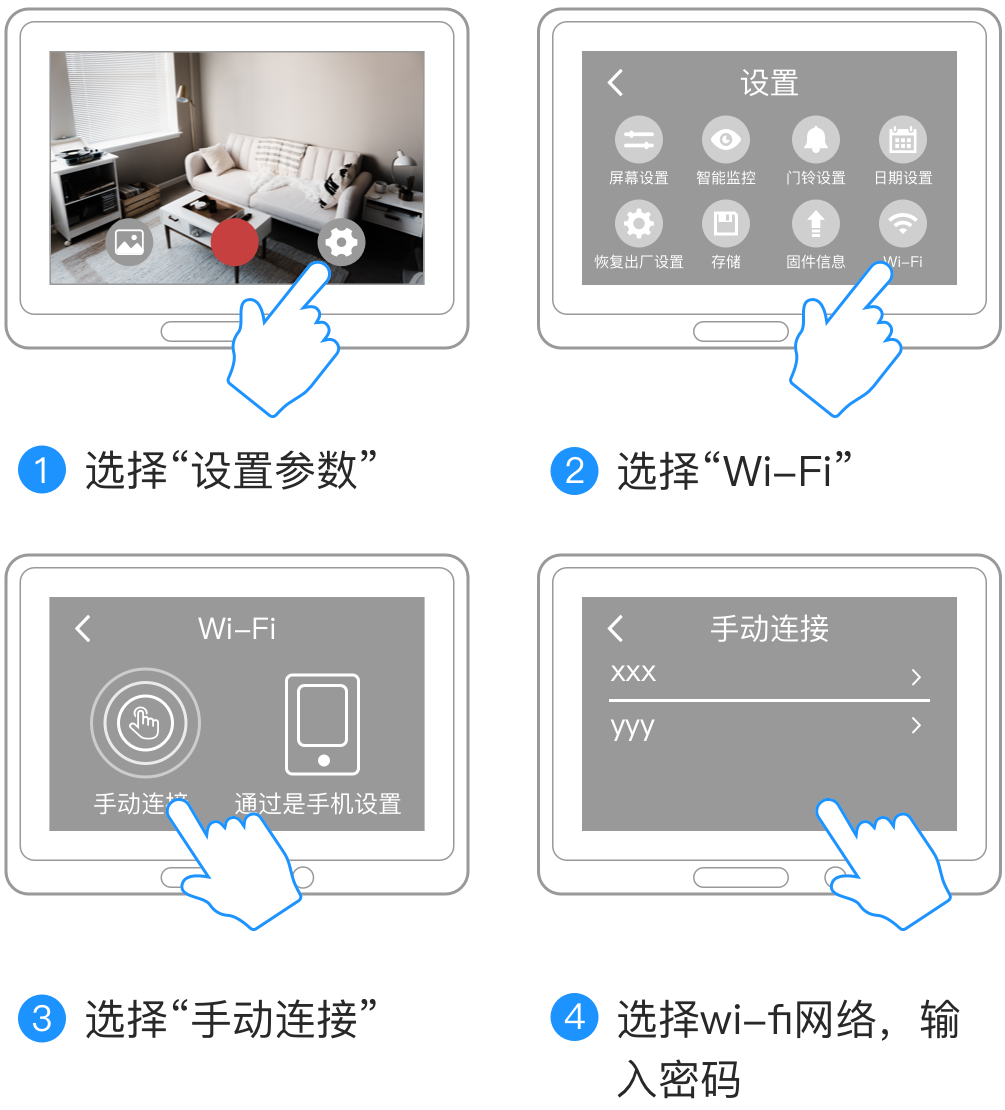 设置
屏幕设置 智能监控 门铃设置 日期设置
恢复出厂设置 存储 固件信息 Wi–Fi
1 选择“设置参数”
2 选择“Wi–Fi”
Wi–Fi
手动连接 通过是手机设置
3 选择“手动连接”
手动连接
xxx
yyy
4 选择wi–fi网络，输
入密码